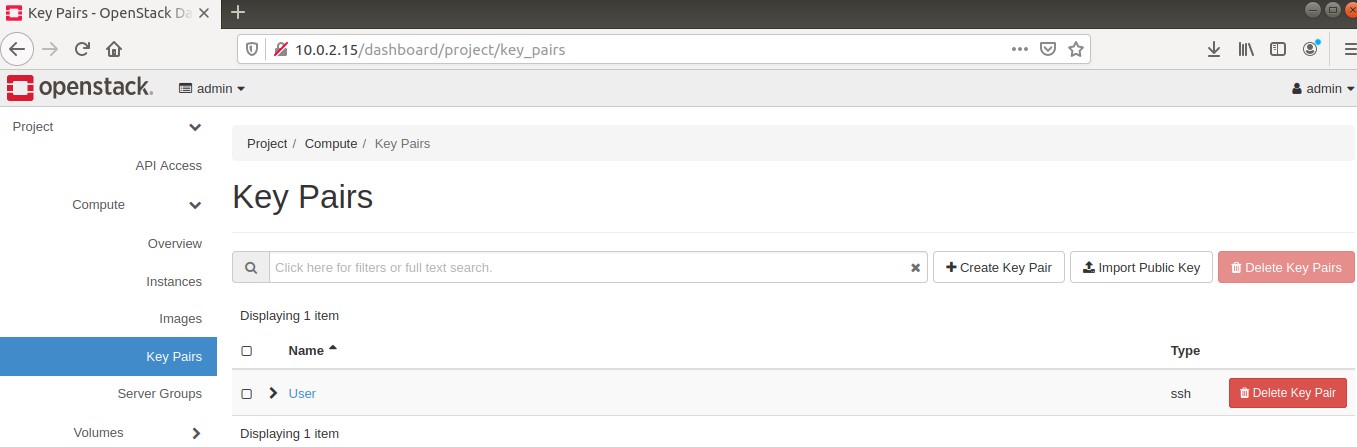 Key Pairs - OpenStack Da
10.0.2.15/dashboard/project/key_pairs
openstack. admin admin
Project
API Access
Compute
Overview
Instances
Images
Key Pairs
Server Groups
Volumes
Project / Compute / Key Pairs
Key Pairs
Click here for filters or full text search. Create Key Pair Import Public Key Delete Key Pairs
Displaying 1 item
Name Type
User ssh Delete Key Pair
Displaying 1 item